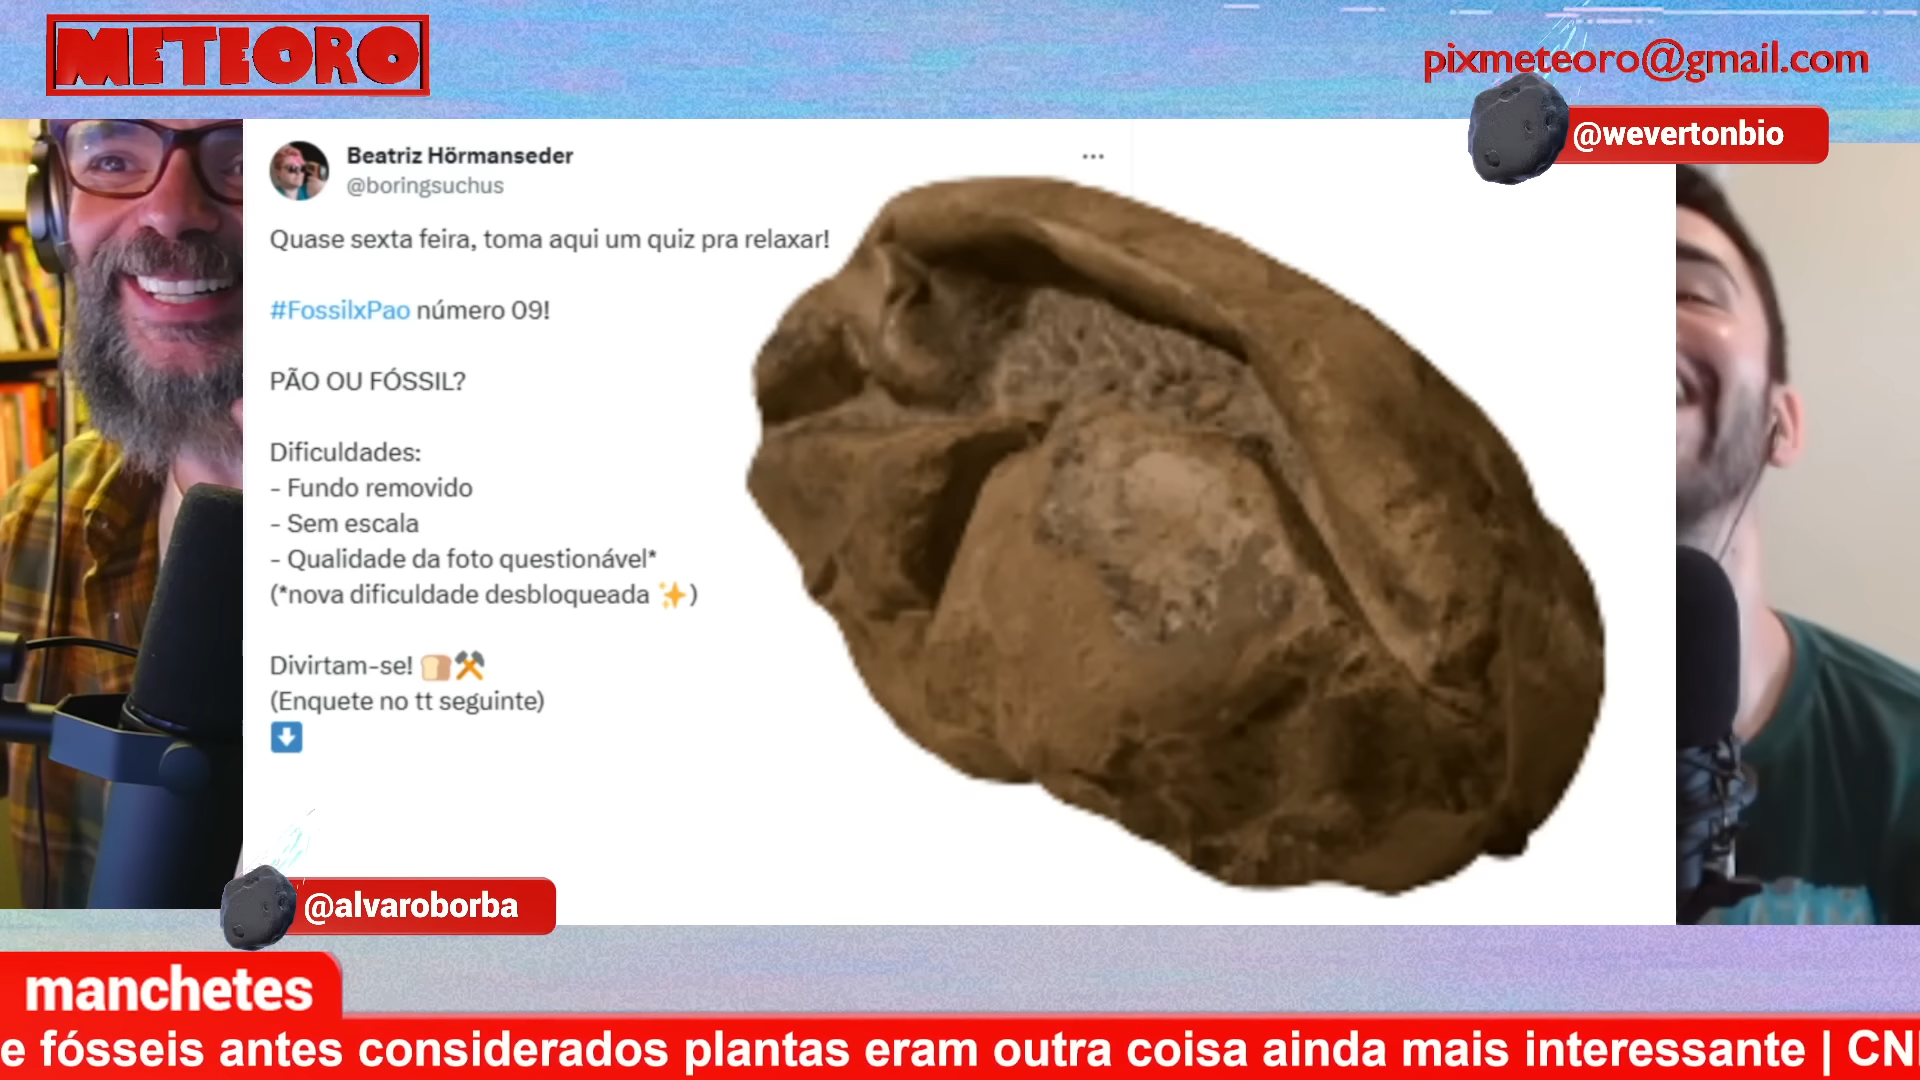 METEORO
pixmeteoro@gmail.com
@wevertonbio
Beatriz Hörmanseder
@boringsuchus
Quase sexta feira, toma aqui um quiz pra relaxar!
#FossilxPao número 09!
PÃO OU FÓSSIL?
Dificuldades:
- Fundo removido
- Sem escala
- Qualidade da foto questionável*
(*nova dificuldade desbloqueada ✨)
Divirtam-se! 🍞⚒️
(Enquete no tt seguinte)
⬇️
@alvaroborba
manchetes
e fósseis antes considerados plantas eram outra coisa ainda mais interessante | CN